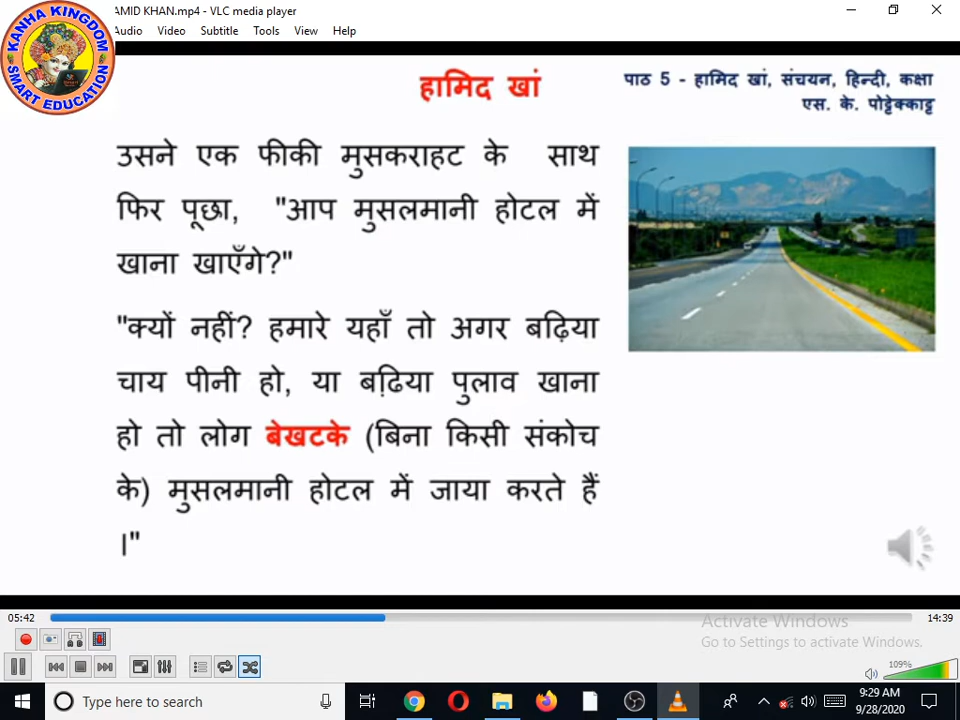 AMID KHAN.mp4 - VLC media player
Audio Video Subtitle Tools View Help
KANHA KINGDOM
SMART EDUCATION
हामिद खां
पाठ 5 - हामिद खां, संचयन, हिन्दी, कक्षा
एस. के. पोट्टेक्काट्ट
उसने एक फीकी मुसकराहट के साथ
फिर पूछा, "आप मुसलमानी होटल में
खाना खाएँगे?"
"क्यों नहीं? हमारे यहाँ तो अगर बढ़िया
चाय पीनी हो, या बढ़िया पुलाव खाना
हो तो लोग बेखटके (बिना किसी संकोच
के) मुसलमानी होटल में जाया करते हैं
।"
05:42
14:39
Activate Windows
Go to Settings to activate Windows.
109%
Type here to search
9:29 AM
9/28/2020